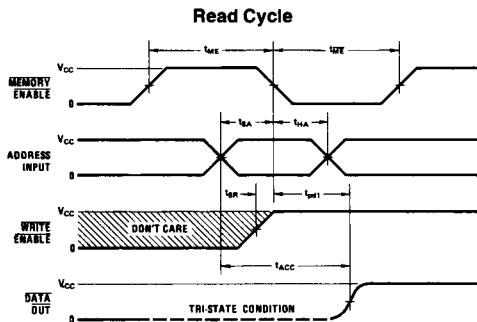 Read Cycle
tME tME
VCC
MEMORY
ENABLE
0
tSA tHA
VCC
ADDRESS
INPUT
0
tSR tpd1
VCC
WRITE
ENABLE
DON'T CARE
0
tACC
VCC
DATA
OUT
TRI-STATE CONDITION
0